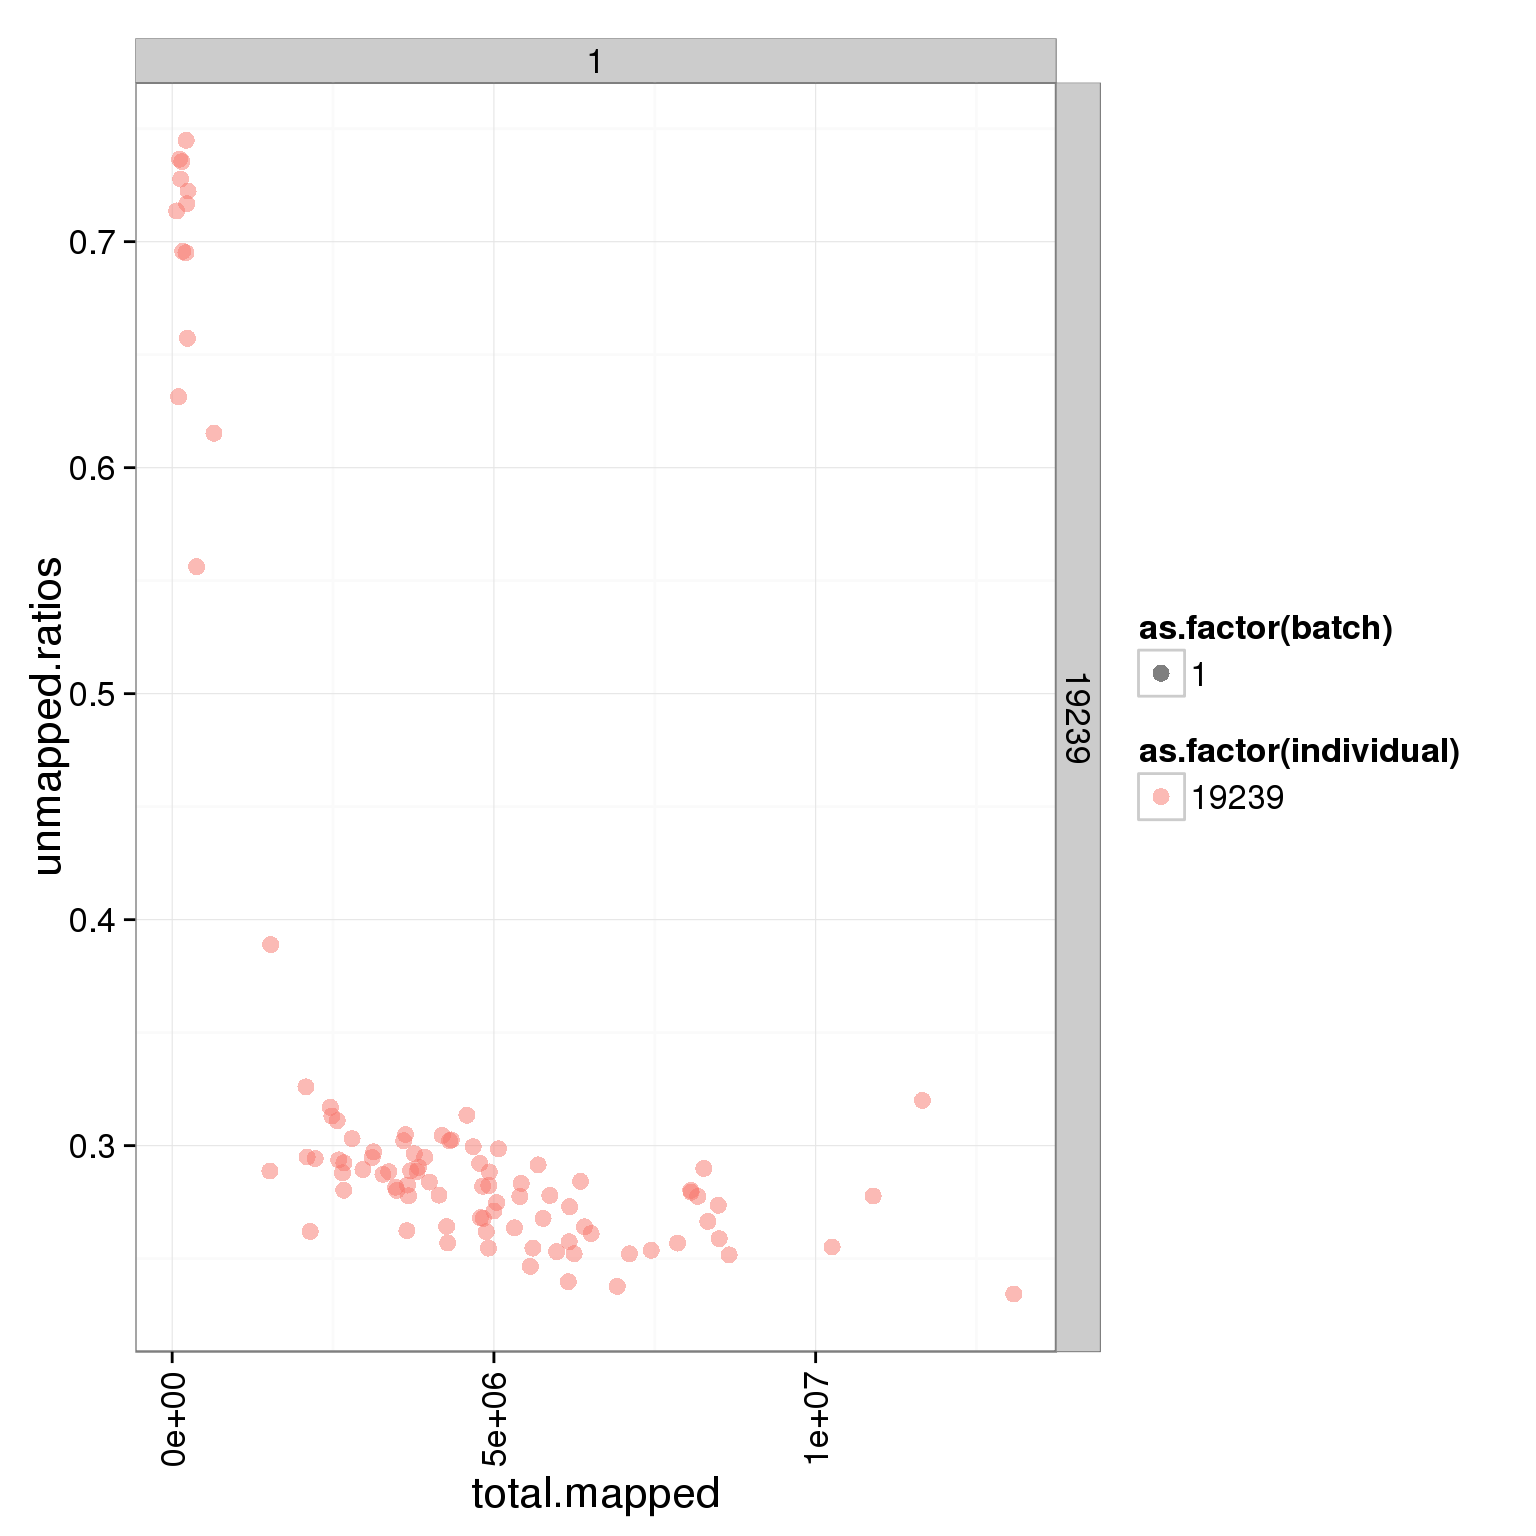 1
0.7
0.6
0.5
0.4
0.3
unmapped.ratios
19239
0e+00
5e+06
1e+07
total.mapped
as.factor(batch)
1
as.factor(individual)
19239